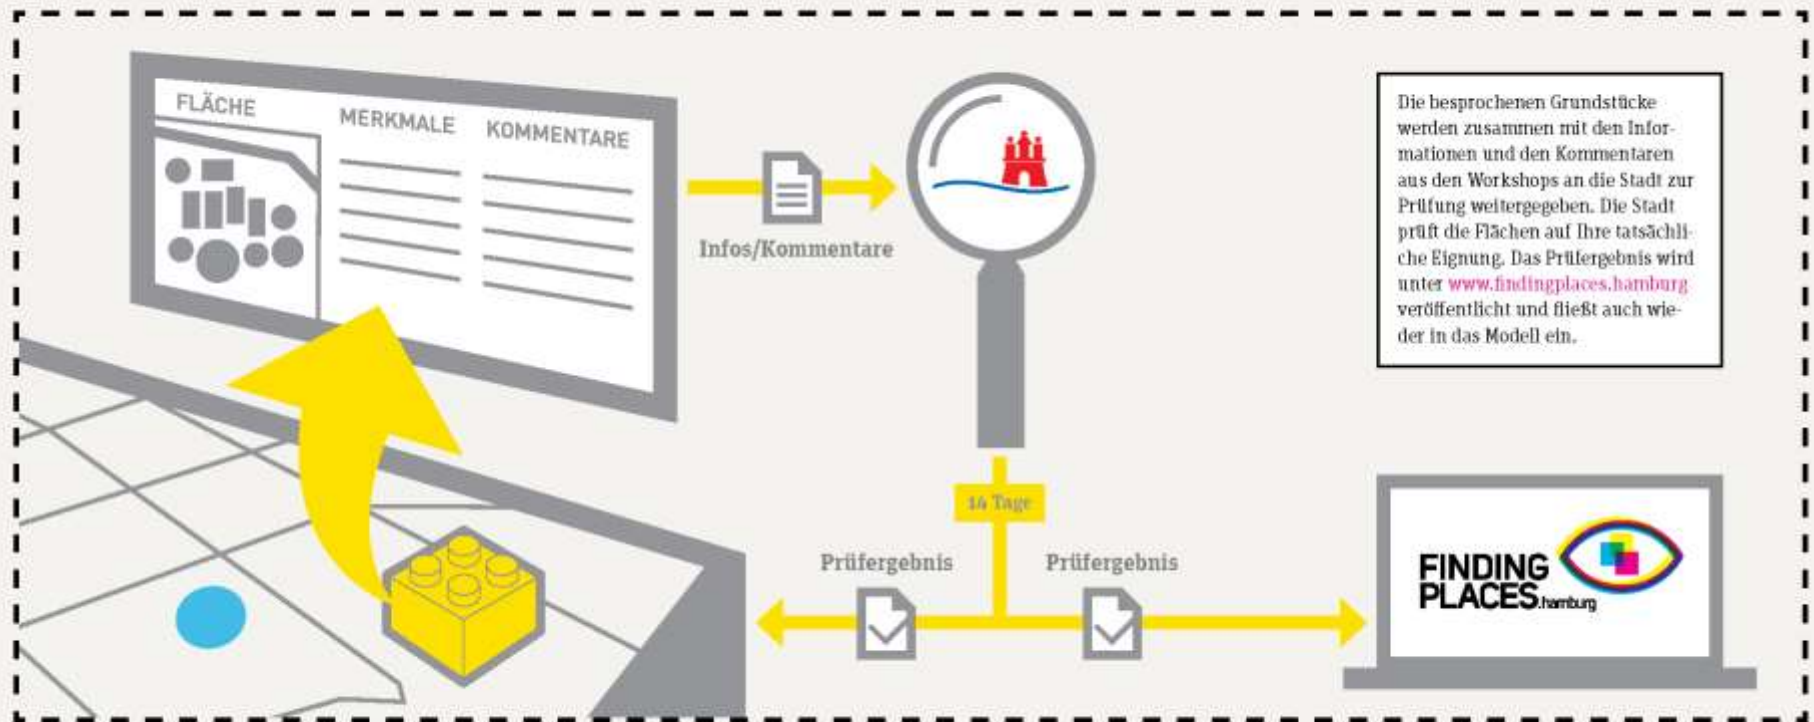 FLÄCHE
MERKMALE
KOMMENTARE
Infos/Kommentare
Die besprochenen Grundstücke
werden zusammen mit den Infor-
mationen und den Kommentaren
aus den Workshops an die Stadt zur
Prüfung weitergegeben. Die Stadt
prüft die Flächen auf Ihre tatsächli-
che Eignung. Das Prüfergebnis wird
unter www.findingplaces.hamburg
veröffentlicht und fließt auch wie-
der in das Modell ein.
14 Tage
Prüfergebnis
Prüfergebnis
FINDING
PLACES.hamburg